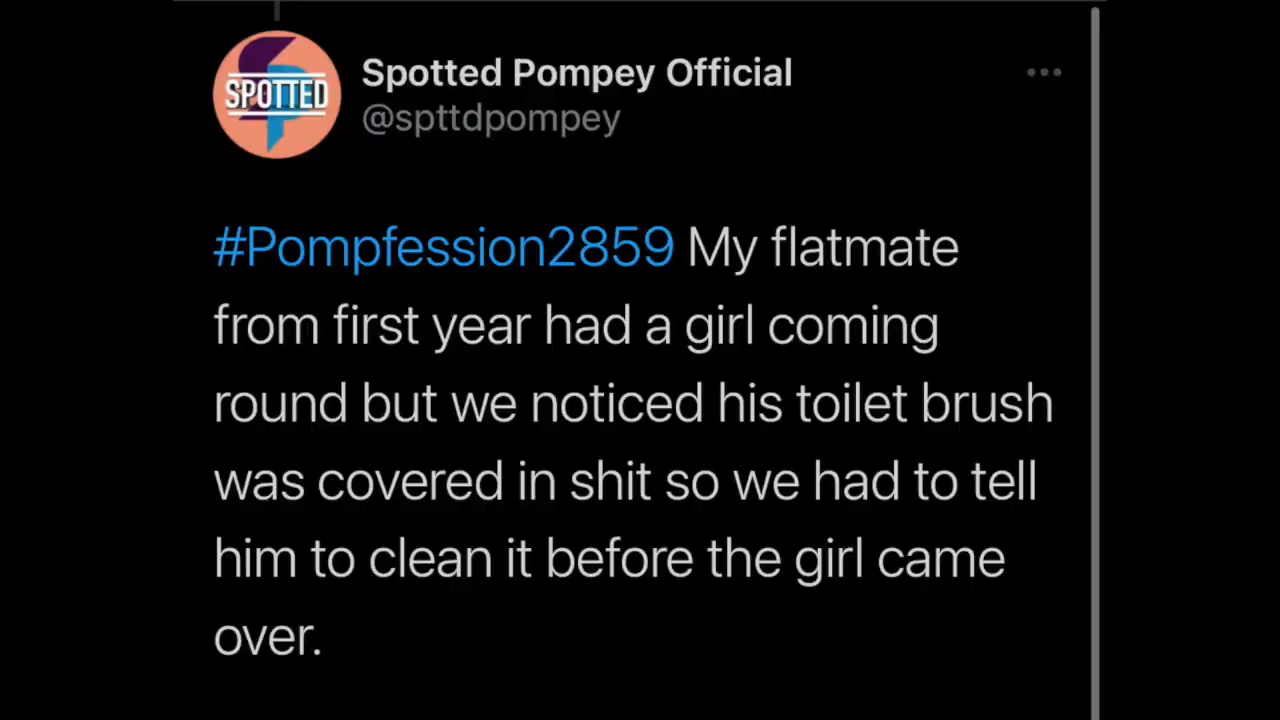 SPOTTED
Spotted Pompey Official
@spttdpompey
#Pompfession2859 My flatmate
from first year had a girl coming
round but we noticed his toilet brush
was covered in shit so we had to tell
him to clean it before the girl came
over.